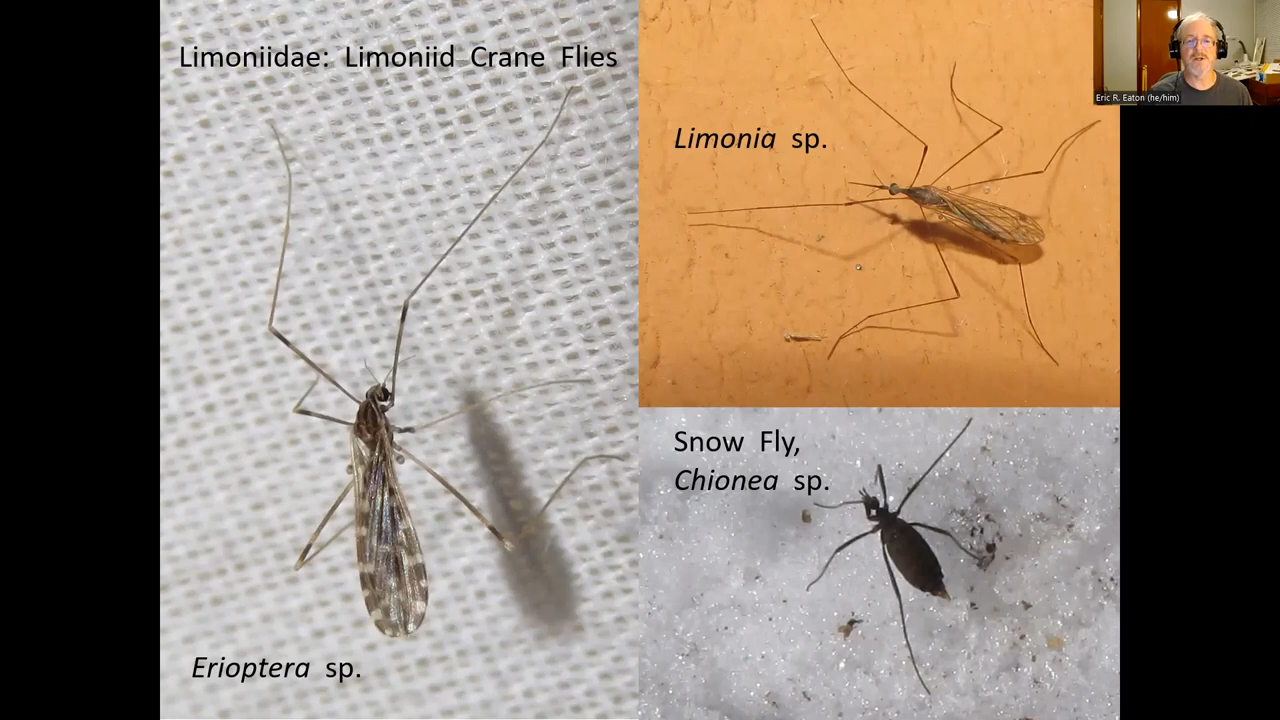 Limoniidae: Limoniid Crane Flies
Limonia sp.
Snow Fly,
Chionea sp.
Erioptera sp.
Eric R. Eaton (he/him)